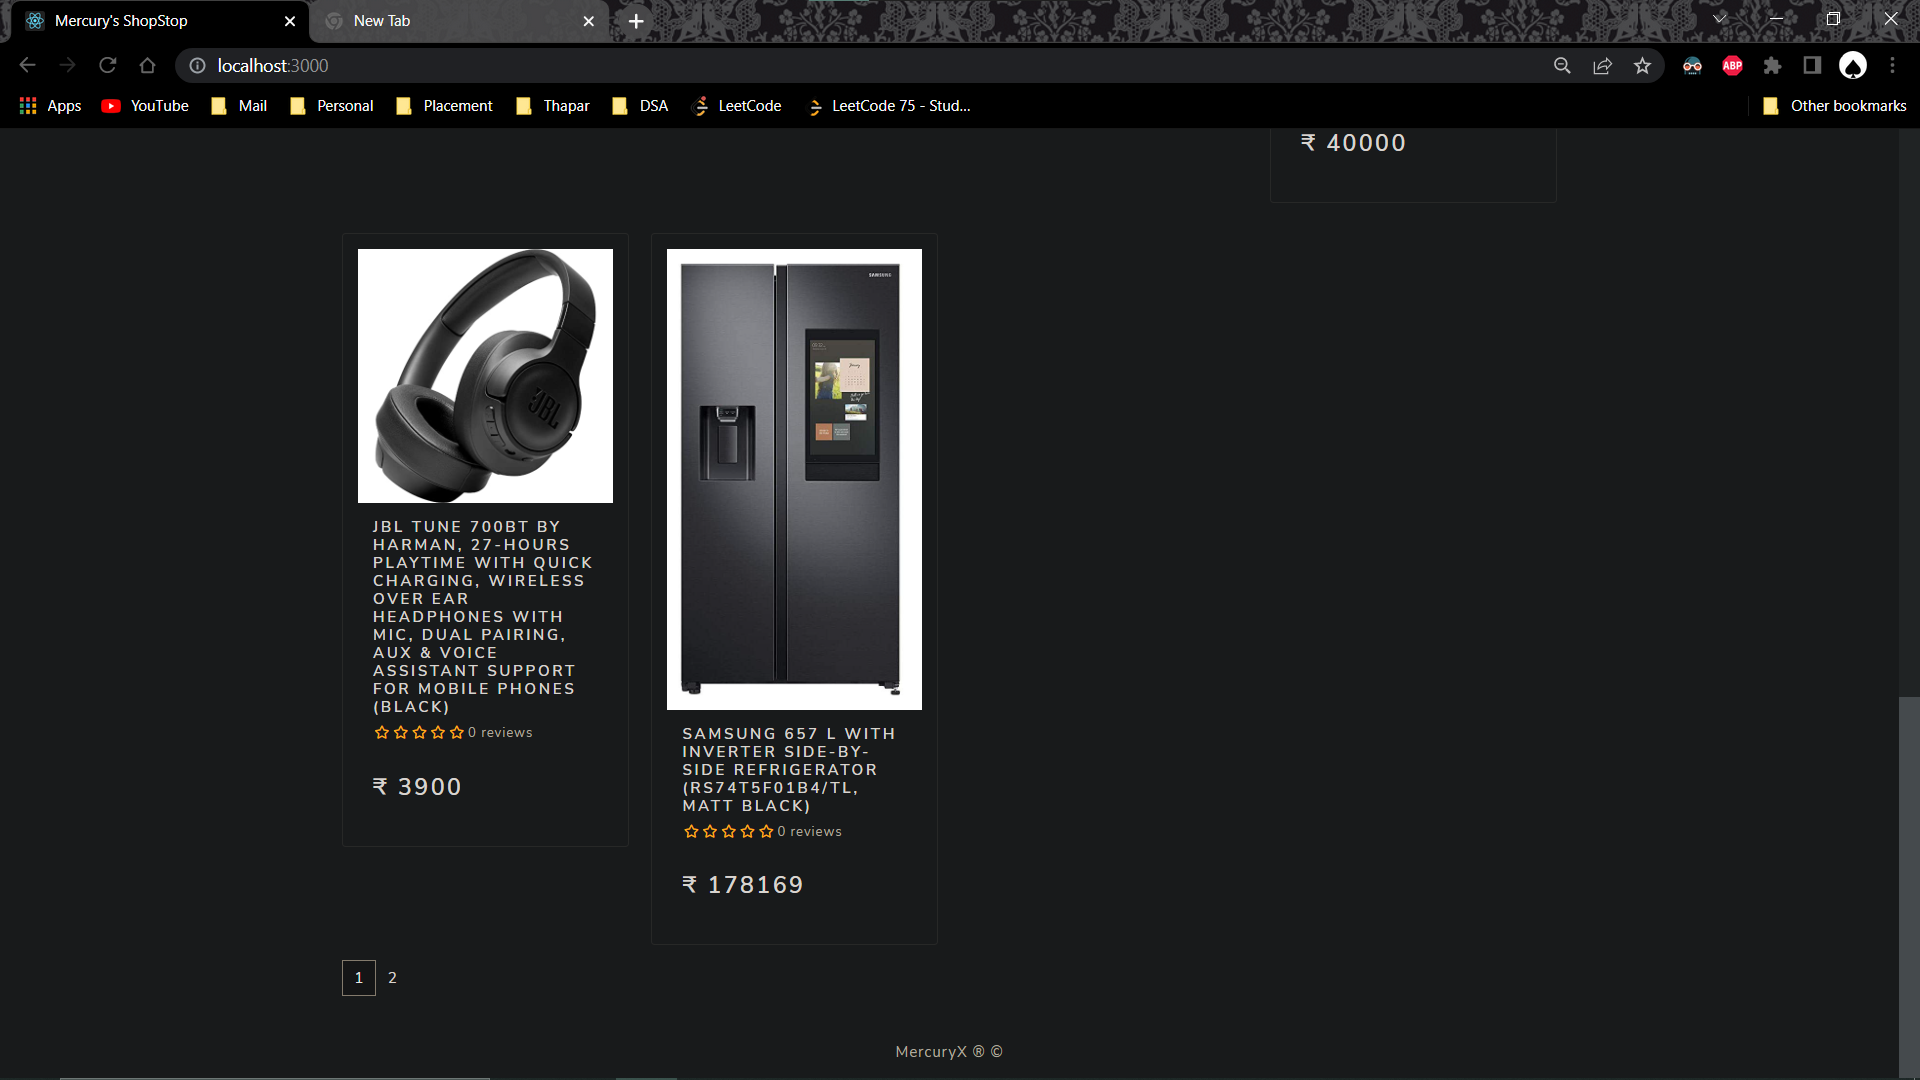 Mercury's ShopStop
New Tab
localhost:3000
ABP
Apps
YouTube
Mail
Personal
Placement
Thapar
DSA
LeetCode
LeetCode 75 - Stud...
Other bookmarks
₹ 40000
JBL
JBL TUNE 700BT BY
HARMAN, 27-HOURS
PLAYTIME WITH QUICK
CHARGING, WIRELESS
OVER EAR
HEADPHONES WITH
MIC, DUAL PAIRING,
AUX & VOICE
ASSISTANT SUPPORT
FOR MOBILE PHONES
(BLACK)
0 reviews
₹ 3900
SAMSUNG
SAMSUNG 657 L WITH
INVERTER SIDE-BY-
SIDE REFRIGERATOR
(RS74T5F01B4/TL,
MATT BLACK)
0 reviews
₹ 178169
1 2
MercuryX ® ©